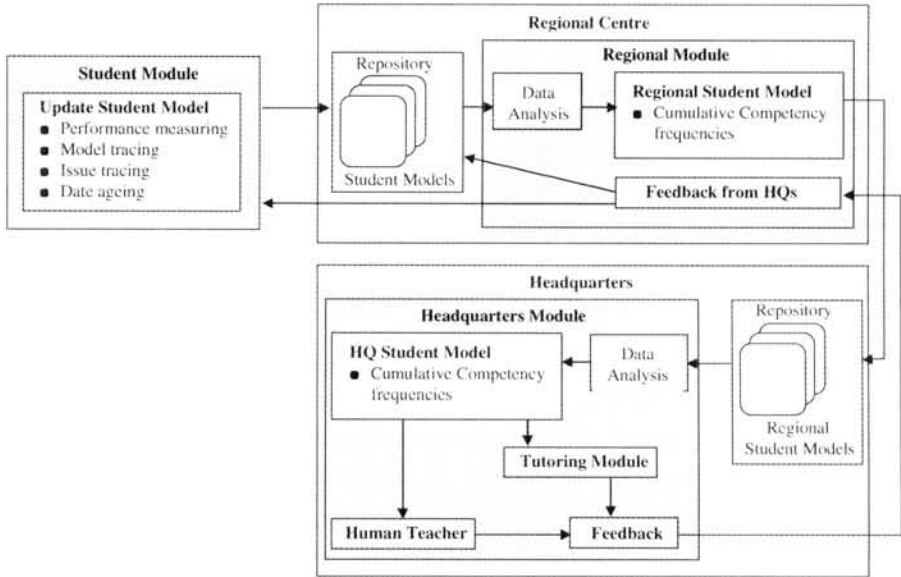 Regional Centre
Student Module
Update Student Model
Performance measuring
Model tracing
Issue tracing
Date ageing
Repository
Student Models
Regional Module
Data
Analysis
Regional Student Model
Cumulative Competency
frequencies
Feedback from HQs
Headquarters
Headquarters Module
HQ Student Model
Cumulative Competency
frequencies
Data
Analysis
Repository
Regional
Student Models
Tutoring Module
Human Teacher
Feedback